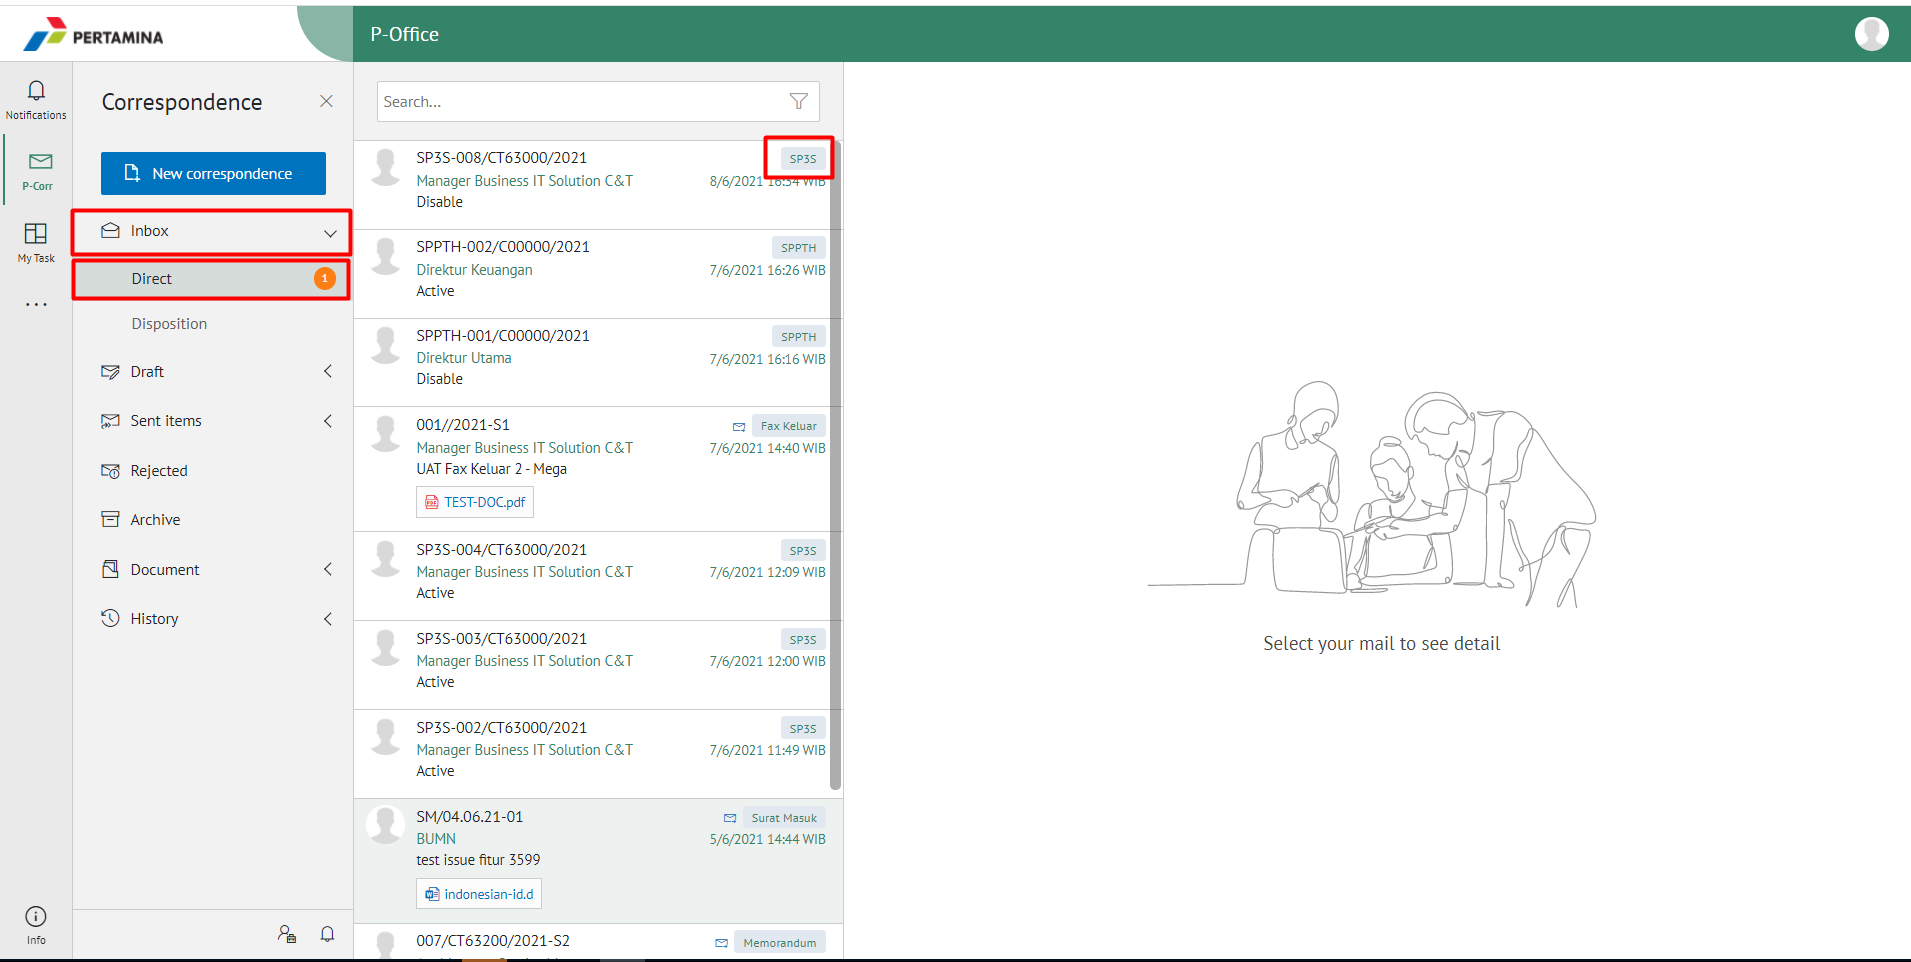 PERTAMINA
P-Office
Notifications
P-Corr
My Task
Info
Correspondence
New correspondence
Inbox
Direct
1
Disposition
Draft
Sent items
Rejected
Archive
Document
History
Search...
SP3S-008/CT63000/2021
SP3S
Manager Business IT Solution C&T
8/6/2021 16:54 WIB
Disable
SPPTH-002/C00000/2021
SPPTH
Direktur Keuangan
7/6/2021 16:26 WIB
Active
SPPTH-001/C00000/2021
SPPTH
Direktur Utama
7/6/2021 16:16 WIB
Disable
001//2021-S1
Fax Keluar
Manager Business IT Solution C&T
7/6/2021 14:40 WIB
UAT Fax Keluar 2 - Mega
TEST-DOC.pdf
SP3S-004/CT63000/2021
SP3S
Manager Business IT Solution C&T
7/6/2021 12:09 WIB
Active
SP3S-003/CT63000/2021
SP3S
Manager Business IT Solution C&T
7/6/2021 12:00 WIB
Active
SP3S-002/CT63000/2021
SP3S
Manager Business IT Solution C&T
7/6/2021 11:49 WIB
Active
SM/04.06.21-01
Surat Masuk
BUMN
5/6/2021 14:44 WIB
test issue fitur 3599
indonesian-id.d
007/CT63200/2021-S2
Memorandum
Select your mail to see detail